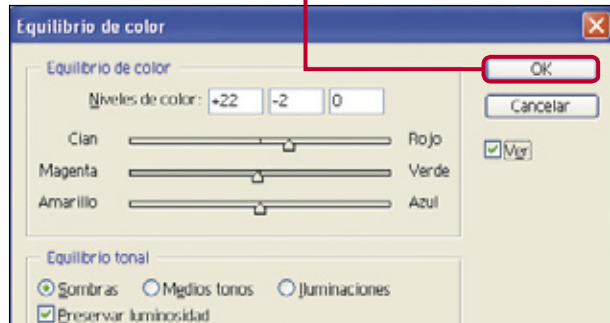 Equilibrio de color
Equilibrio de color
OK
Niveles de color: +22 -2 0
Cancelar
Cian Rojo
Ver
Magenta Verde
Amarillo Azul
Equilibrio tonal
Sombras Medios tonos Iluminaciones
Preservar luminosidad